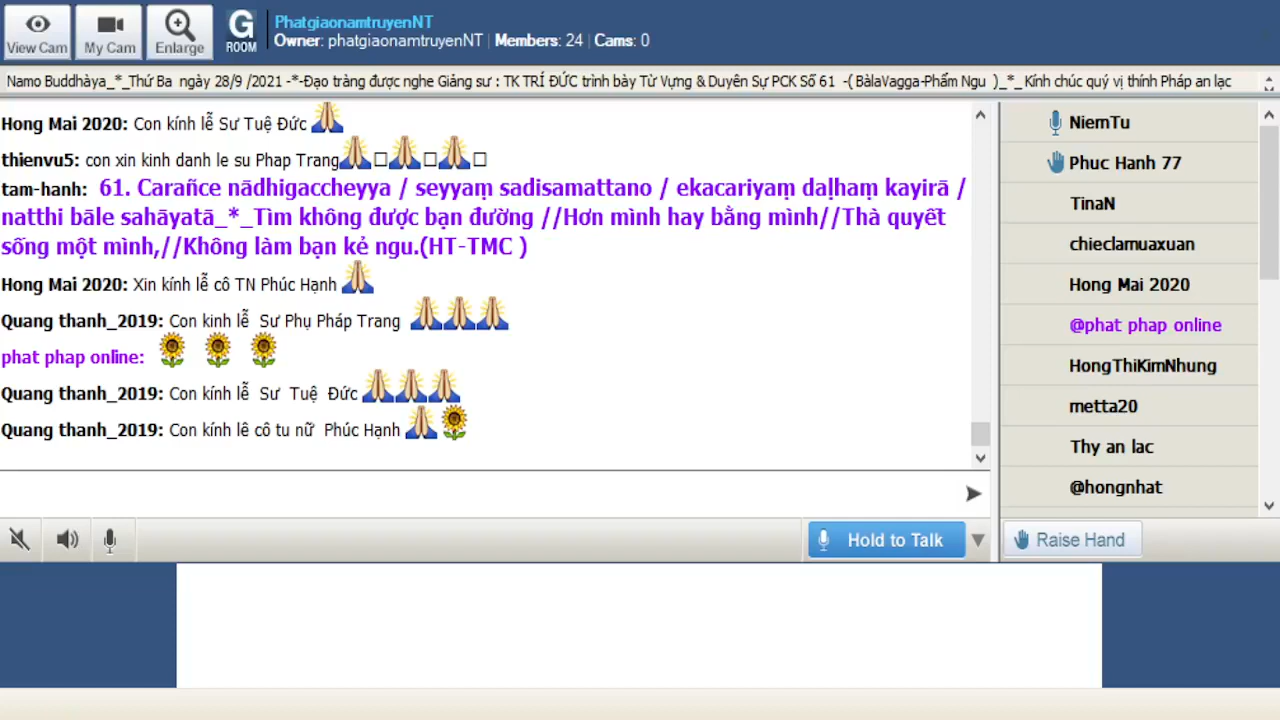 View Cam
My Cam
Enlarge
G
ROOM
PhatgiaonamtruyenNT
Owner: phatgiaonamtruyenNT | Members: 24 | Cams: 0
Namo Buddhàya_*_Thứ Ba ngày 28/9 /2021 -*-Đạo tràng được nghe Giảng sư : TK TRÍ ĐỨC trình bày Từ Vựng & Duyên Sự PCK Số 61 -( BàlaVagga-Phẩm Ngu )_*_ Kính chúc quý vị thính Pháp an lạc
Hong Mai 2020: Con kính lễ Sư Tuệ Đức
thienvu5: con xin kinh danh le su Phap Trang
tam-hanh: 61. Carañce nādhigaccheyya / seyyaṃ sadisamattano / ekacariyaṃ daḷhaṃ kayirā /
natthi bāle sahāyatā_*_Tìm không được bạn đường //Hơn mình hay bằng mình//Thà quyết
sống một mình,//Không làm bạn kẻ ngu.(HT-TMC )
Hong Mai 2020: Xin kính lễ cô TN Phúc Hạnh
Quang thanh_2019: Con kinh lễ Sư Phụ Pháp Trang
phat phap online:
Quang thanh_2019: Con kính lễ Sư Tuệ Đức
Quang thanh_2019: Con kính lê cô tu nữ Phúc Hạnh
NiemTu
Phuc Hanh 77
TinaN
chieclamuaxuan
Hong Mai 2020
@phat phap online
HongThiKimNhung
metta20
Thy an lac
@hongnhat
Hold to Talk
Raise Hand